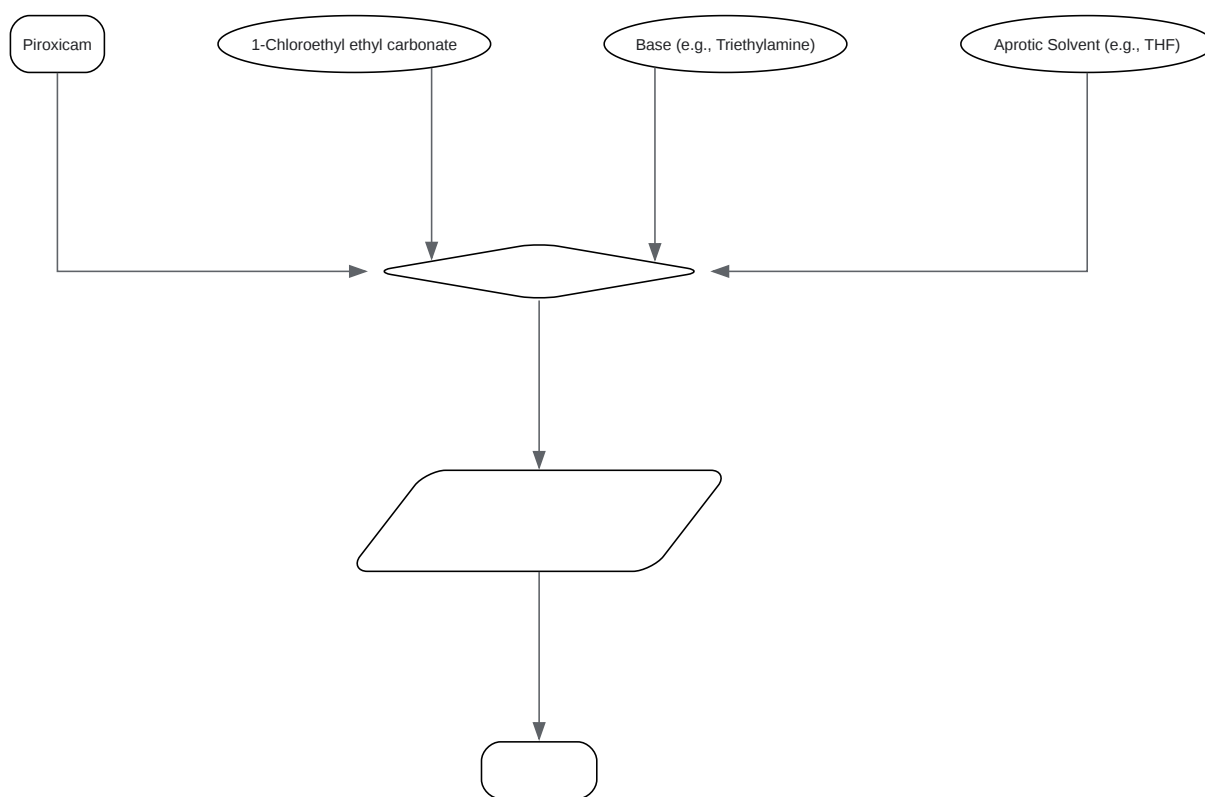 Piroxicam
1-Chloroethyl ethyl carbonate
Base (e.g., Triethylamine)
Aprotic Solvent (e.g., THF)